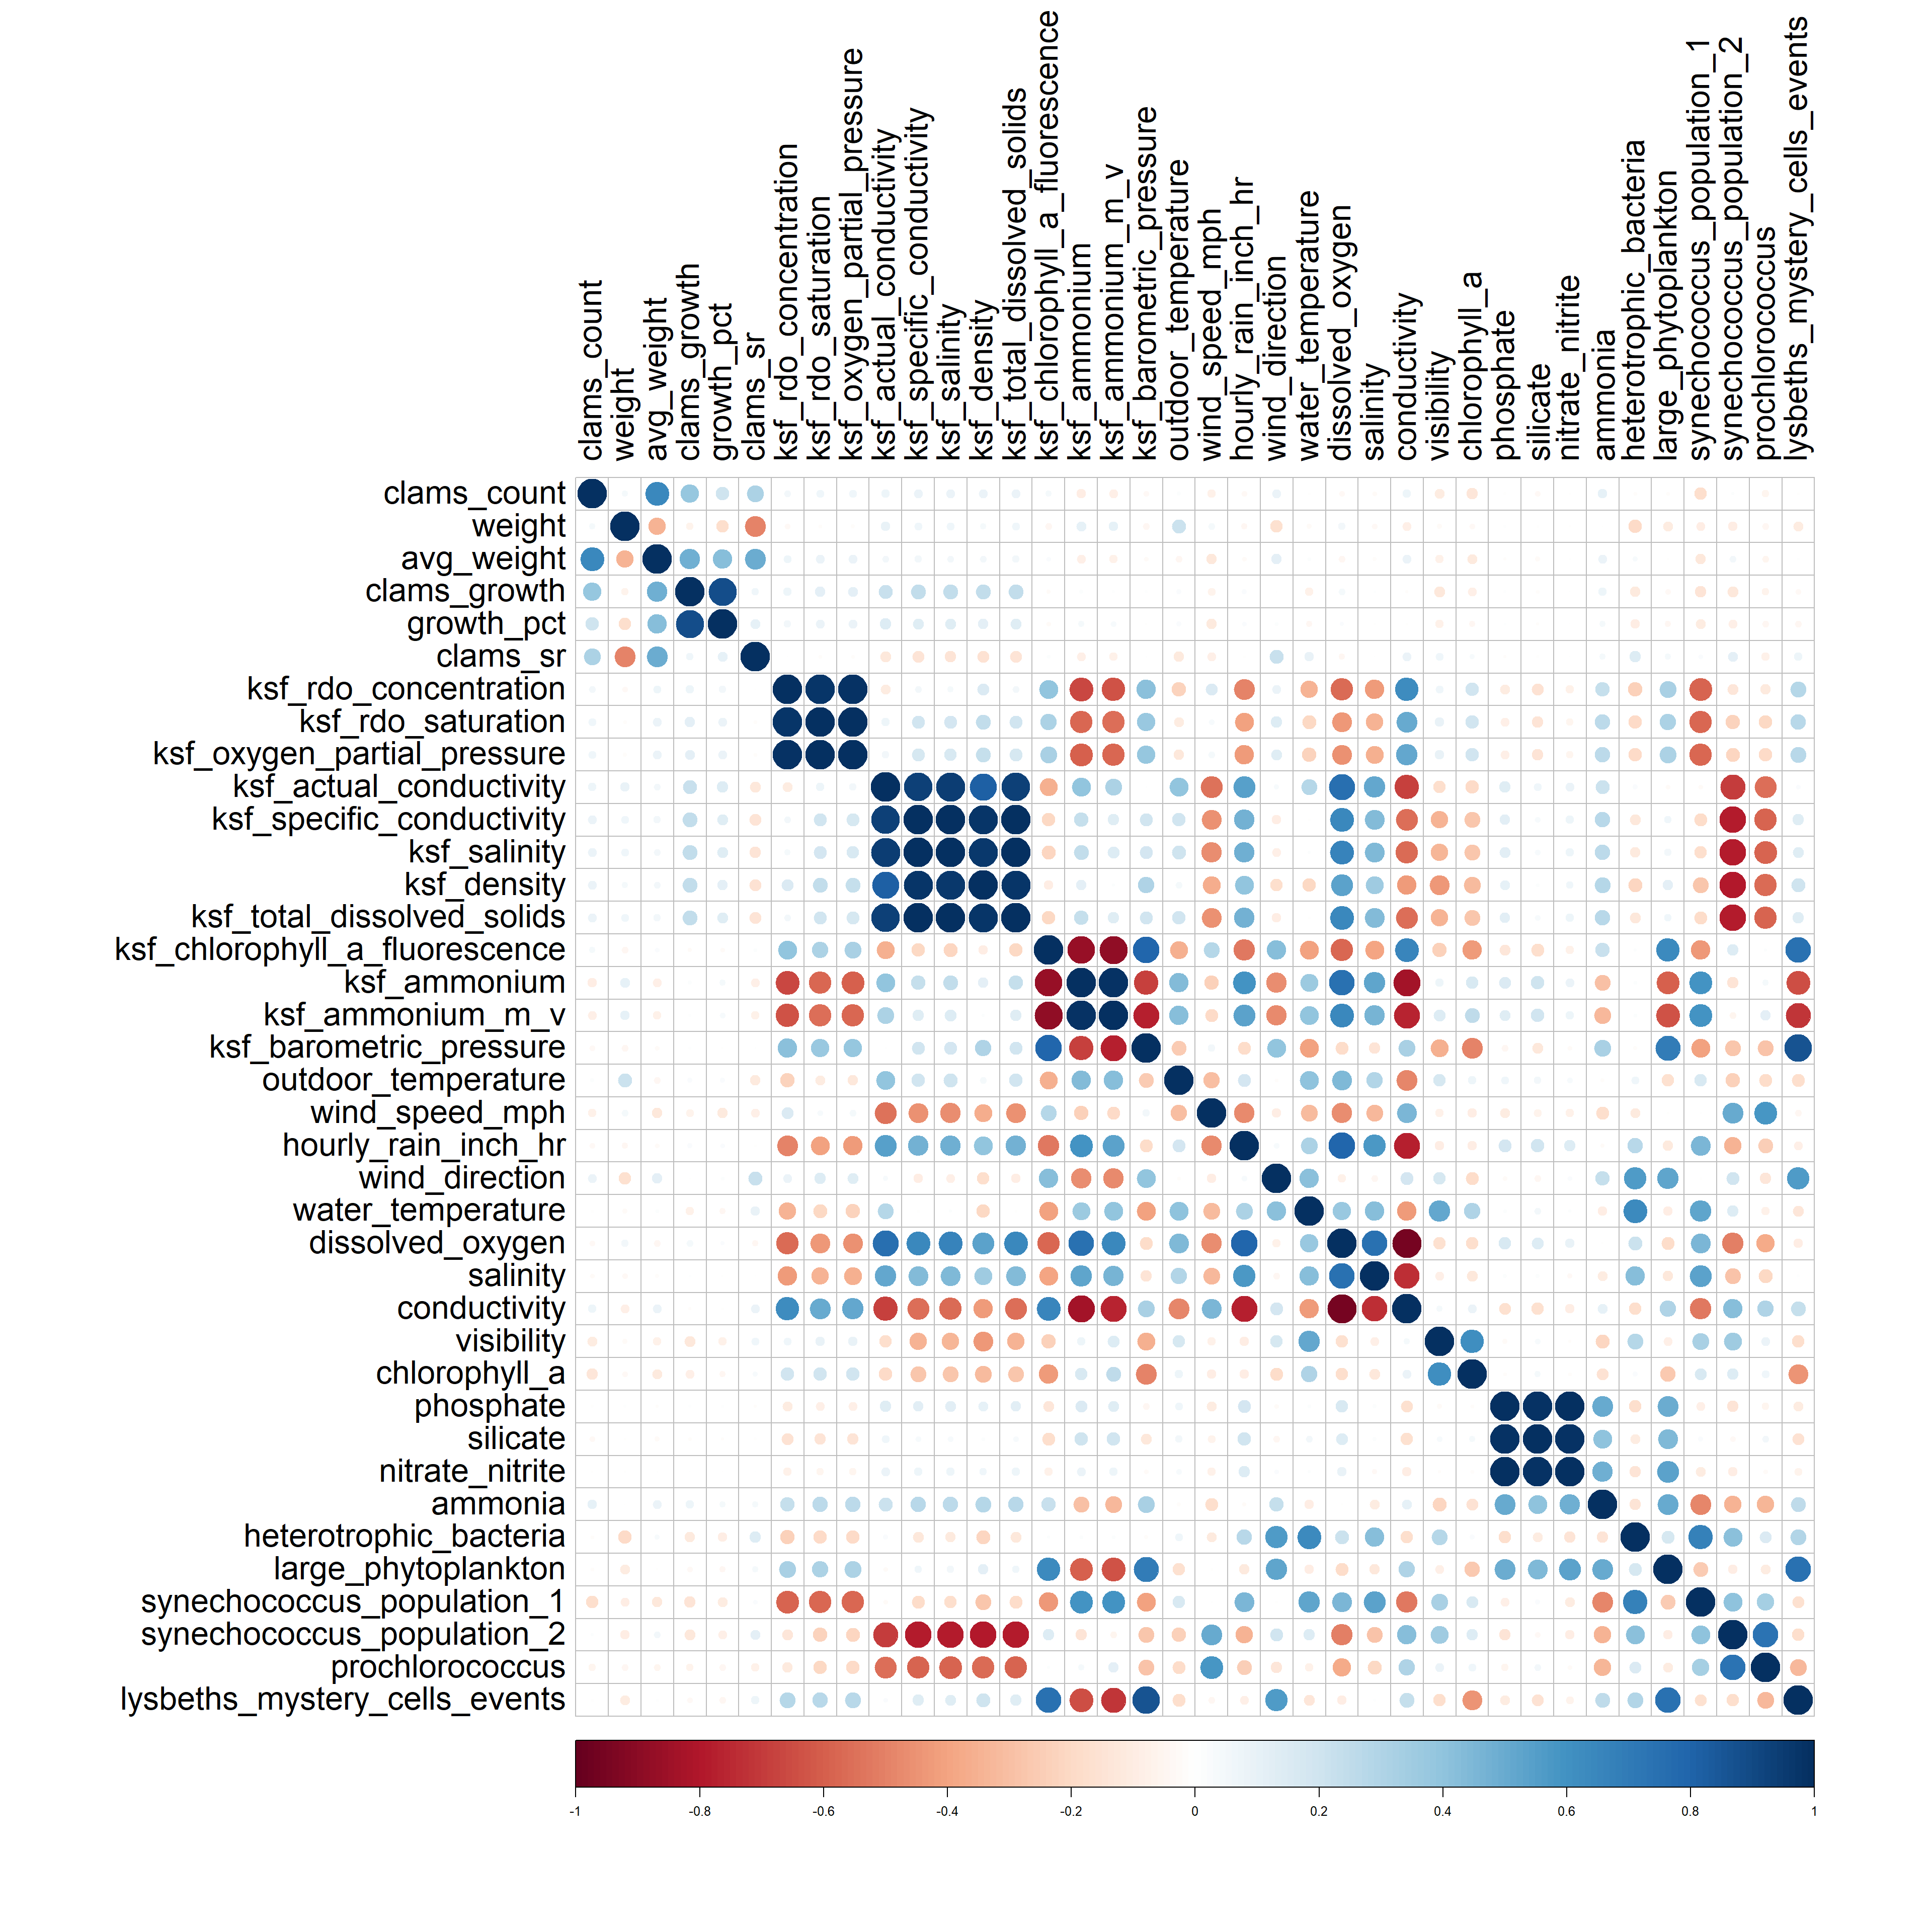 clams_count
weight
avg_weight
clams_growth
growth_pct
clams_sr
ksf_rdo_concentration
ksf_rdo_saturation
ksf_oxygen_partial_pressure
ksf_actual_conductivity
ksf_specific_conductivity
ksf_salinity
ksf_density
ksf_total_dissolved_solids
ksf_chlorophyll_a_fluorescence
ksf_ammonium
ksf_ammonium_m_v
ksf_barometric_pressure
outdoor_temperature
wind_speed_mph
hourly_rain_inch_hr
wind_direction
water_temperature
dissolved_oxygen
salinity
conductivity
visibility
chlorophyll_a
phosphate
silicate
nitrate_nitrite
ammonia
heterotrophic_bacteria
large_phytoplankton
synechococcus_population_1
synechococcus_population_2
prochlorococcus
lysbeths_mystery_cells_events
clams_count
weight
avg_weight
clams_growth
growth_pct
clams_sr
ksf_rdo_concentration
ksf_rdo_saturation
ksf_oxygen_partial_pressure
ksf_actual_conductivity
ksf_specific_conductivity
ksf_salinity
ksf_density
ksf_total_dissolved_solids
ksf_chlorophyll_a_fluorescence
ksf_ammonium
ksf_ammonium_m_v
ksf_barometric_pressure
outdoor_temperature
wind_speed_mph
hourly_rain_inch_hr
wind_direction
water_temperature
dissolved_oxygen
salinity
conductivity
visibility
chlorophyll_a
phosphate
silicate
nitrate_nitrite
ammonia
heterotrophic_bacteria
large_phytoplankton
synechococcus_population_1
synechococcus_population_2
prochlorococcus
lysbeths_mystery_cells_events
-1 -0.8 -0.6 -0.4 -0.2 0 0.2 0.4 0.6 0.8 1